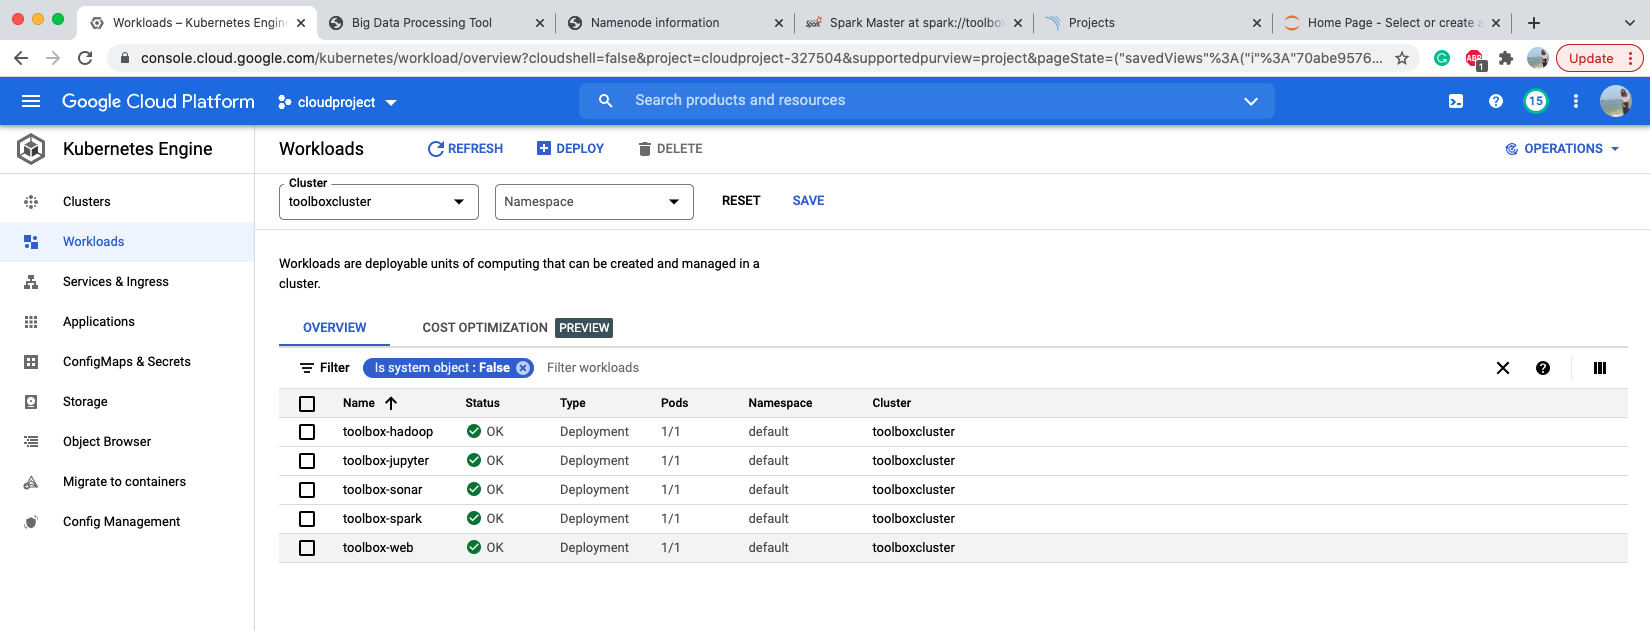 Workloads – Kubernetes Engin
Big Data Processing Tool
Namenode information
Spark Master at spark://toolbo
Projects
Home Page - Select or create a
console.cloud.google.com/kubernetes/workload/overview?cloudshell=false&project=cloudproject-327504&supportedpurview=project&pageState=("savedViews"%3A("i"%3A"70abe9576...
ABP
1
Update
Google Cloud Platform
cloudproject
Search products and resources
15
Kubernetes Engine
Workloads
REFRESH
DEPLOY
DELETE
OPERATIONS
Clusters
Workloads
Services & Ingress
Applications
ConfigMaps & Secrets
Storage
Object Browser
Migrate to containers
Config Management
Cluster
toolboxcluster
Namespace
RESET
SAVE
Workloads are deployable units of computing that can be created and managed in a
cluster.
OVERVIEW
COST OPTIMIZATION PREVIEW
Filter Is system object : False Filter workloads
Name Status Type Pods Namespace Cluster
toolbox-hadoop OK Deployment 1/1 default toolboxcluster
toolbox-jupyter OK Deployment 1/1 default toolboxcluster
toolbox-sonar OK Deployment 1/1 default toolboxcluster
toolbox-spark OK Deployment 1/1 default toolboxcluster
toolbox-web OK Deployment 1/1 default toolboxcluster